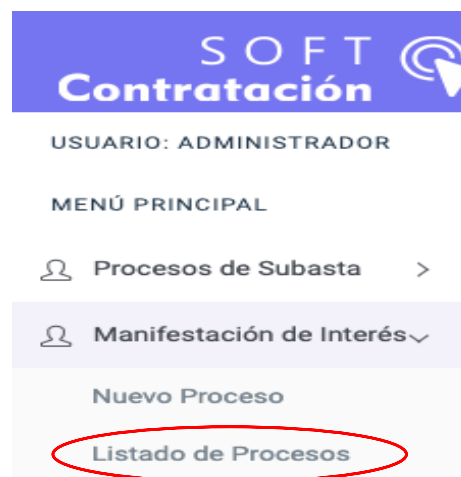 SOFT
Contratación
USUARIO: ADMINISTRADOR
MENÚ PRINCIPAL
Procesos de Subasta
Manifestación de Interés
Nuevo Proceso
Listado de Procesos